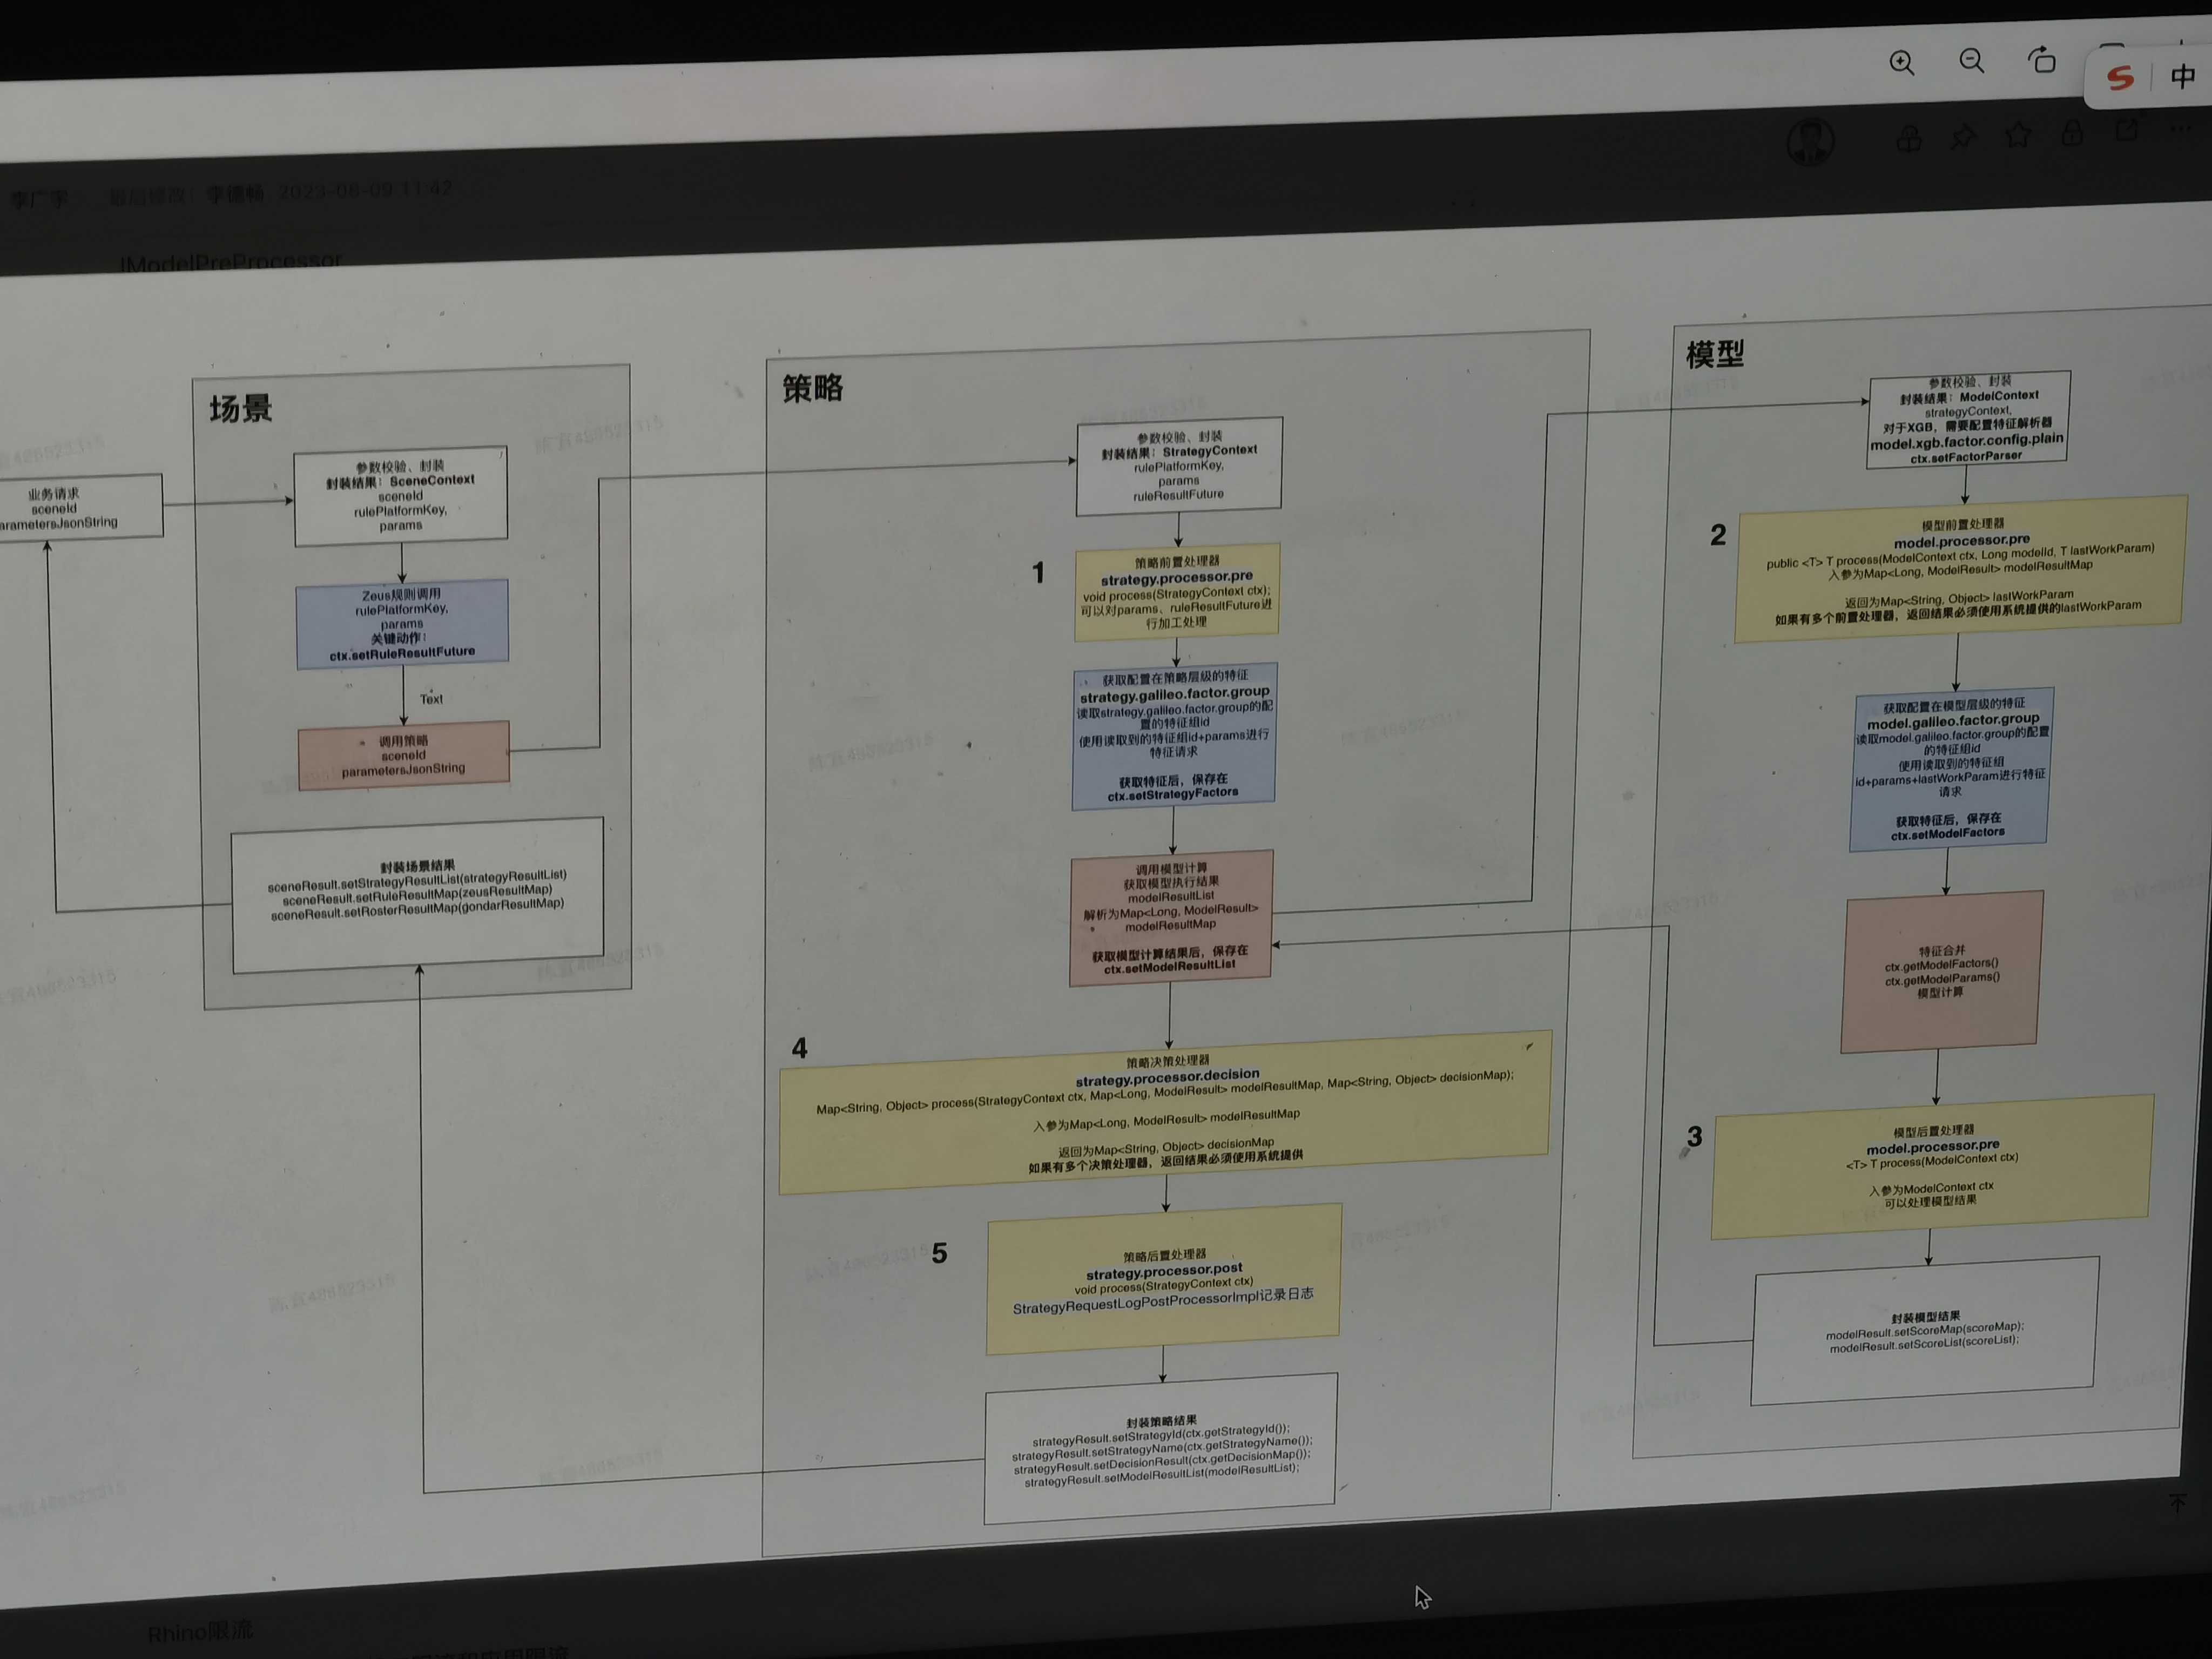 中
李广宇 最后修改：李德畅 2023-06-09 11:42
IModelPreProcessor
业务请求
sceneId
parametersJsonString
场景
参数校验、封装
封装结果：SceneContext
sceneId
rulePlatformKey,
params
Zeus规则调用
rulePlatformKey,
params
关键动作：
ctx.setRuleResultFuture
Text
调用策略
sceneId
parametersJsonString
封装场景结果
sceneResult.setStrategyResultList(strategyResultList)
sceneResult.setRuleResultMap(zeusResultMap)
sceneResult.setRosterResultMap(gondarResultMap)
策略
参数校验、封装
封装结果：StrategyContext
rulePlatformKey,
params
ruleResultFuture
1
策略前置处理器
strategy.processor.pre
void process(StrategyContext ctx);
可以对params、ruleResultFuture进
行加工处理
获取配置在策略层级的特征
strategy.galileo.factor.group
读取strategy.galileo.factor.group的配
置的特征组id
使用读取到的特征组id+params进行
特征请求
获取特征后，保存在
ctx.setStrategyFactors
调用模型计算
获取模型执行结果
modelResultList
解析为Map<Long, ModelResult>
modelResultMap
获取模型计算结果后，保存在
ctx.setModelResultList
4
策略决策处理器
strategy.processor.decision
Map<String, Object> process(StrategyContext ctx, Map<Long, ModelResult> modelResultMap, Map<String, Object> decisionMap);
入参为Map<Long, ModelResult> modelResultMap
返回为Map<String, Object> decisionMap
如果有多个决策处理器，返回结果必须使用系统提供
5
策略后置处理器
strategy.processor.post
void process(StrategyContext ctx)
StrategyRequestLogPostProcessorImpl记录日志
封装策略结果
strategyResult.setStrategyId(ctx.getStrategyId());
strategyResult.setStrategyName(ctx.getStrategyName());
strategyResult.setDecisionResult(ctx.getDecisionMap());
strategyResult.setModelResultList(modelResultList);
模型
参数校验、封装
封装结果：ModelContext
strategyContext,
对于XGB，需要配置特征解析器
model.xgb.factor.config.plain
ctx.setFactorParser
2
模型前置处理器
model.processor.pre
public <T> T process(ModelContext ctx, Long modelId, T lastWorkParam)
入参为Map<Long, ModelResult> modelResultMap
返回为Map<String, Object> lastWorkParam
如果有多个前置处理器，返回结果必须使用系统提供的lastWorkParam
获取配置在模型层级的特征
model.galileo.factor.group
读取model.galileo.factor.group的配置
的特征组id
使用读取到的特征组
id+params+lastWorkParam进行特征
请求
获取特征后，保存在
ctx.setModelFactors
特征合并
ctx.getModelFactors()
ctx.getModelParams()
模型计算
3
模型后置处理器
model.processor.pre
<T> T process(ModelContext ctx)
入参为ModelContext ctx
可以处理模型结果
封装模型结果
modelResult.setScoreMap(scoreMap);
modelResult.setScoreList(scoreList);
Rhino限流